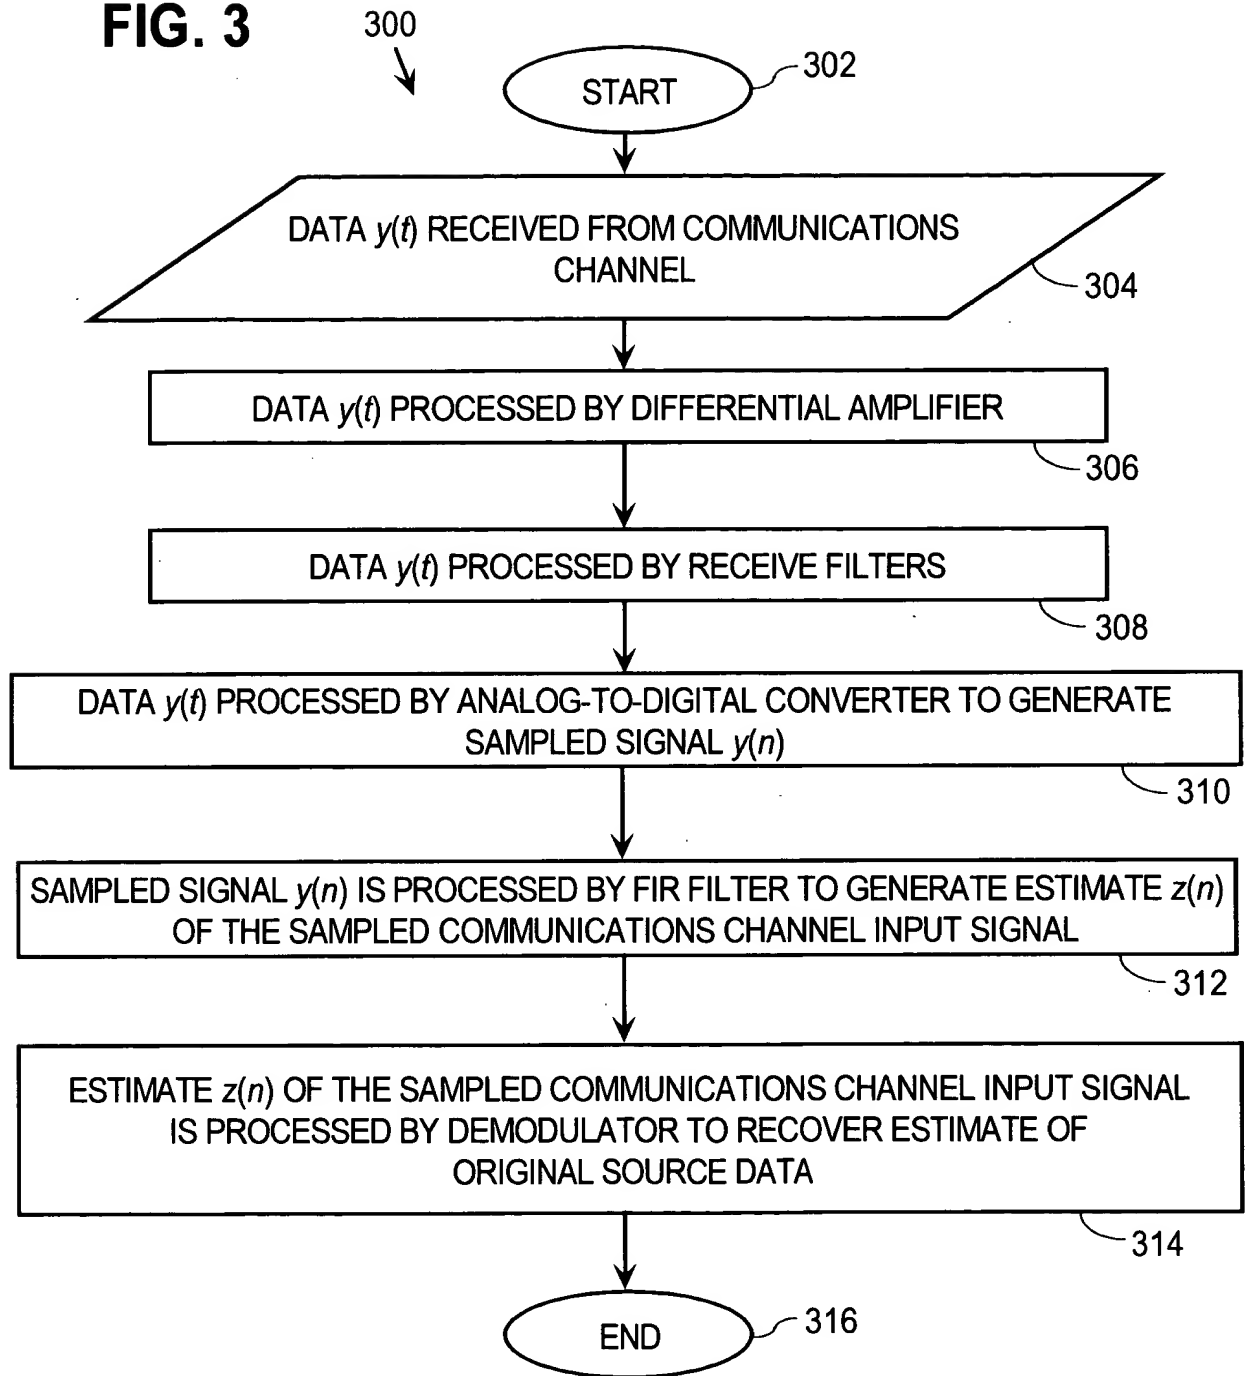 FIG. 3
300
START
302
DATA y(t) RECEIVED FROM COMMUNICATIONS
CHANNEL
304
DATA y(t) PROCESSED BY DIFFERENTIAL AMPLIFIER
306
DATA y(t) PROCESSED BY RECEIVE FILTERS
308
DATA y(t) PROCESSED BY ANALOG-TO-DIGITAL CONVERTER TO GENERATE
SAMPLED SIGNAL y(n)
310
SAMPLED SIGNAL y(n) IS PROCESSED BY FIR FILTER TO GENERATE ESTIMATE z(n)
OF THE SAMPLED COMMUNICATIONS CHANNEL INPUT SIGNAL
312
ESTIMATE z(n) OF THE SAMPLED COMMUNICATIONS CHANNEL INPUT SIGNAL
IS PROCESSED BY DEMODULATOR TO RECOVER ESTIMATE OF
ORIGINAL SOURCE DATA
314
END
316